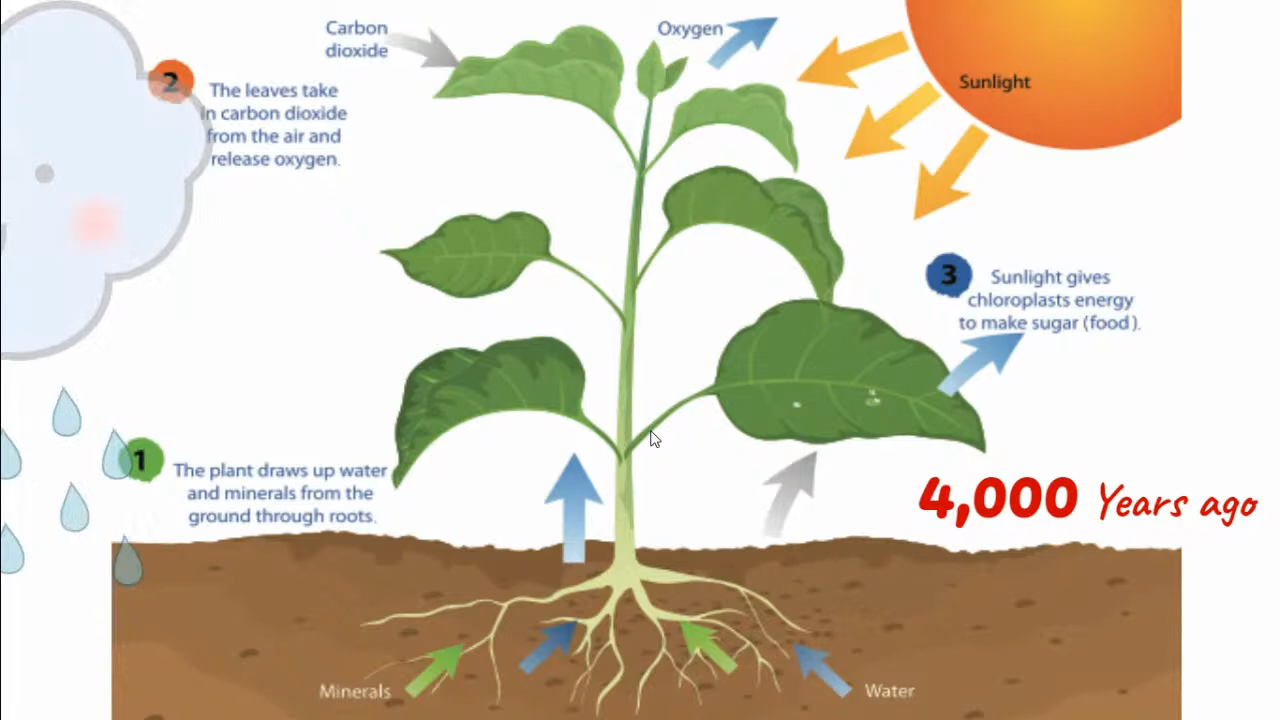 Carbon
dioxide
Oxygen
Sunlight
2
The leaves take
in carbon dioxide
from the air and
release oxygen.
3
Sunlight gives
chloroplasts energy
to make sugar (food).
1
The plant draws up water
and minerals from the
ground through roots.
4,000 Years ago
Minerals
Water